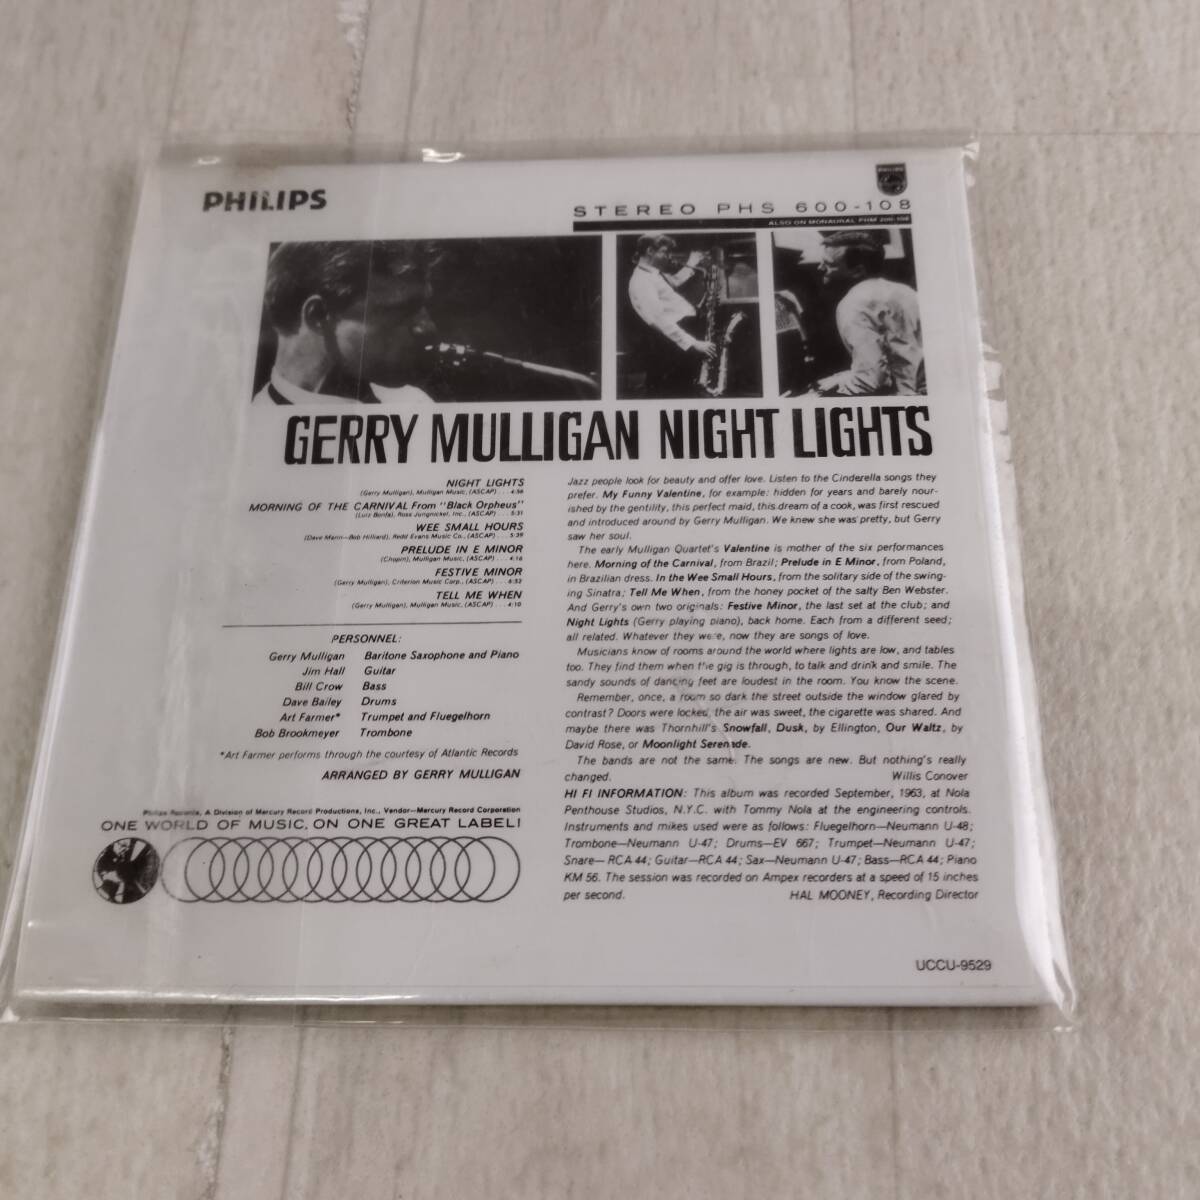 PHILIPS
PHILIPS
STEREO PHS 600-108
ALSO ON MONAURAL PHM 200-108
GERRY MULLIGAN NIGHT LIGHTS
NIGHT LIGHTS
(Gerry Mulligan), Mulligan Music, (ASCAP) . . . 4:56
MORNING OF THE CARNIVAL From "Black Orpheus"
(Luiz Bonfa), Ross Jungnickel, Inc., (ASCAP) . . . 5:31
WEE SMALL HOURS
(Dave Mann—Bob Hilliard), Redd Evans Music Co., (ASCAP) . . . 5:39
PRELUDE IN E MINOR
(Chopin), Mulligan Music, (ASCAP) . . . 4:16
FESTIVE MINOR
(Gerry Mulligan), Criterion Music Corp., (ASCAP) . . . 6:52
TELL ME WHEN
(Gerry Mulligan), Mulligan Music, (ASCAP) . . . 4:10
PERSONNEL:
Gerry Mulligan Baritone Saxophone and Piano
Jim Hall Guitar
Bill Crow Bass
Dave Bailey Drums
Art Farmer* Trumpet and Fluegelhorn
Bob Brookmeyer Trombone
*Art Farmer performs through the courtesy of Atlantic Records
ARRANGED BY GERRY MULLIGAN
Philips Records, A Division of Mercury Record Productions, Inc., Vendor—Mercury Record Corporation
ONE WORLD OF MUSIC, ON ONE GREAT LABEL!
Jazz people look for beauty and offer love. Listen to the Cinderella songs they
prefer. My Funny Valentine, for example: hidden for years and barely nour-
ished by the gentility, this perfect maid, this dream of a cook, was first rescued
and introduced around by Gerry Mulligan. We knew she was pretty, but Gerry
saw her soul.
The early Mulligan Quartet's Valentine is mother of the six performances
here. Morning of the Carnival, from Brazil; Prelude in E Minor, from Poland,
in Brazilian dress. In the Wee Small Hours, from the solitary side of the swing-
ing Sinatra; Tell Me When, from the honey pocket of the salty Ben Webster.
And Gerry's own two originals: Festive Minor, the last set at the club; and
Night Lights (Gerry playing piano), back home. Each from a different seed;
all related. Whatever they were, now they are songs of love.
Musicians know of rooms around the world where lights are low, and tables
too. They find them when the gig is through, to talk and drink and smile. The
sandy sounds of dancing feet are loudest in the room. You know the scene.
Remember, once, a room so dark the street outside the window glared by
contrast? Doors were locked, the air was sweet, the cigarette was shared. And
maybe there was Thornhill's Snowfall, Dusk, by Ellington, Our Waltz, by
David Rose, or Moonlight Serenade.
The bands are not the same. The songs are new. But nothing's really
changed. Willis Conover
HI FI INFORMATION: This album was recorded September, 1963, at Nola
Penthouse Studios, N.Y.C. with Tommy Nola at the engineering controls.
Instruments and mikes used were as follows: Fluegelhorn—Neumann U-48;
Trombone—Neumann U-47; Drums—EV 667; Trumpet—Neumann U-47;
Snare—RCA 44; Guitar—RCA 44; Sax—Neumann U-47; Bass—RCA 44; Piano
KM 56. The session was recorded on Ampex recorders at a speed of 15 inches
per second. HAL MOONEY, Recording Director
UCCU-9529